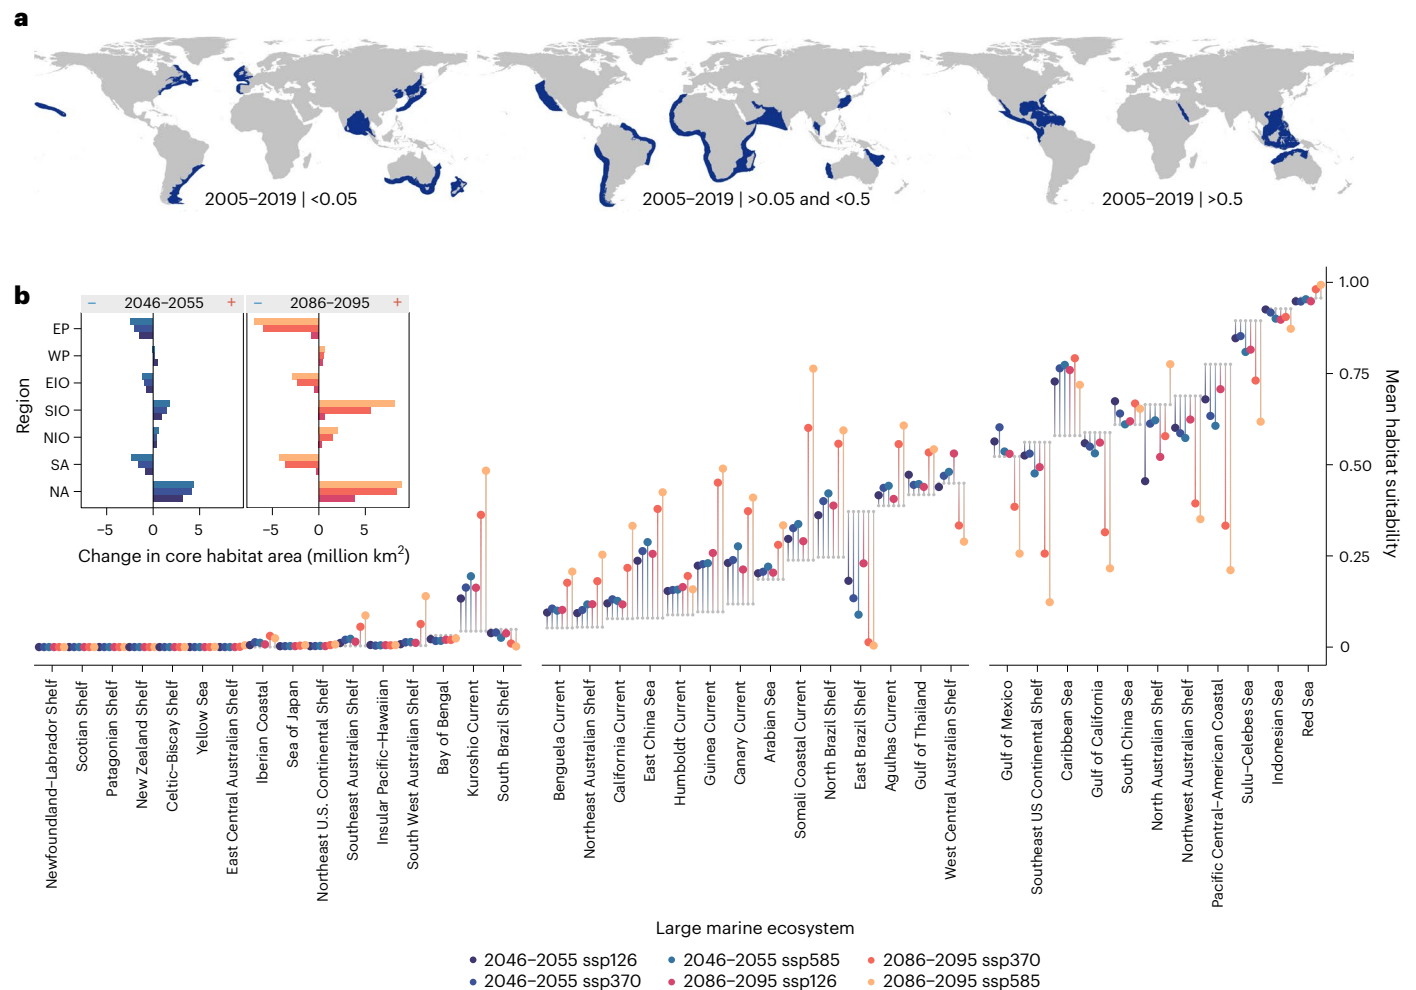 a
2005–2019 | <0.05
2005–2019 | >0.05 and <0.5
2005–2019 | >0.5
b
− 2046–2055 +
− 2086–2095 +
Region
EP
WP
EIO
SIO
NIO
SA
NA
−5 0 5
−5 0 5
Change in core habitat area (million km²)
1.00
0.75
0.50
0.25
0
Mean habitat suitability
Newfoundland–Labrador Shelf
Scotian Shelf
Patagonian Shelf
New Zealand Shelf
Celtic–Biscay Shelf
Yellow Sea
East Central Australian Shelf
Iberian Coastal
Sea of Japan
Northeast U.S. Continental Shelf
Southeast Australian Shelf
Insular Pacific–Hawaiian
South West Australian Shelf
Bay of Bengal
Kuroshio Current
South Brazil Shelf
Benguela Current
Northeast Australian Shelf
California Current
East China Sea
Humboldt Current
Guinea Current
Canary Current
Arabian Sea
Somali Coastal Current
North Brazil Shelf
East Brazil Shelf
Agulhas Current
Gulf of Thailand
West Central Australian Shelf
Gulf of Mexico
Southeast US Continental Shelf
Caribbean Sea
Gulf of California
South China Sea
North Australian Shelf
Northwest Australian Shelf
Pacific Central–American Coastal
Sulu–Celebes Sea
Indonesian Sea
Red Sea
Large marine ecosystem
2046–2055 ssp126
2046–2055 ssp585
2086–2095 ssp370
2046–2055 ssp370
2086–2095 ssp126
2086–2095 ssp585